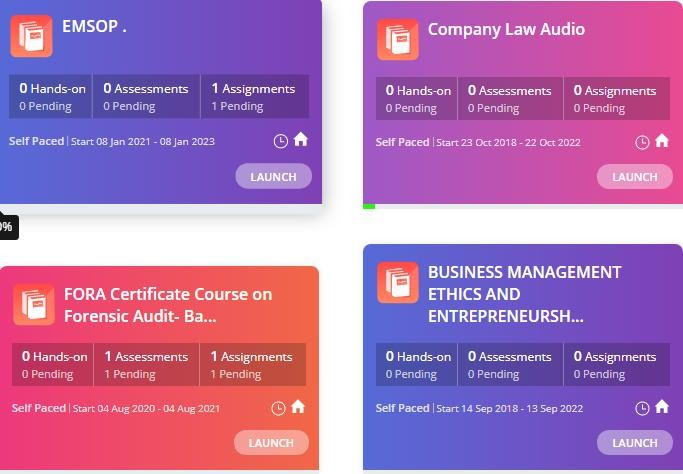 EMSOP .
0 Hands-on 0 Assessments 1 Assignments
0 Pending 0 Pending 1 Pending
Self Paced | Start 08 Jan 2021 - 08 Jan 2023
LAUNCH
Company Law Audio
0 Hands-on 0 Assessments 0 Assignments
0 Pending 0 Pending 0 Pending
Self Paced | Start 23 Oct 2018 - 22 Oct 2022
LAUNCH
0%
FORA Certificate Course on
Forensic Audit- Ba...
0 Hands-on 1 Assessments 1 Assignments
0 Pending 1 Pending 1 Pending
Self Paced | Start 04 Aug 2020 - 04 Aug 2021
LAUNCH
BUSINESS MANAGEMENT
ETHICS AND
ENTREPRENEURSH...
0 Hands-on 0 Assessments 0 Assignments
0 Pending 0 Pending 0 Pending
Self Paced | Start 14 Sep 2018 - 13 Sep 2022
LAUNCH